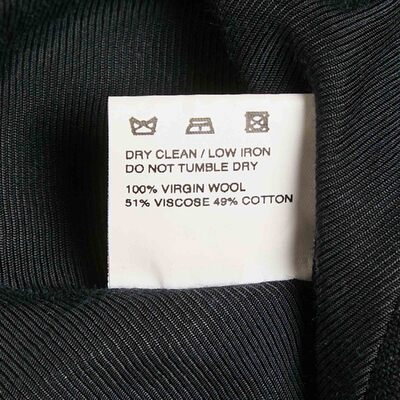 DRY CLEAN / LOW IRON
DO NOT TUMBLE DRY
100% VIRGIN WOOL
51% VISCOSE 49% COTTON